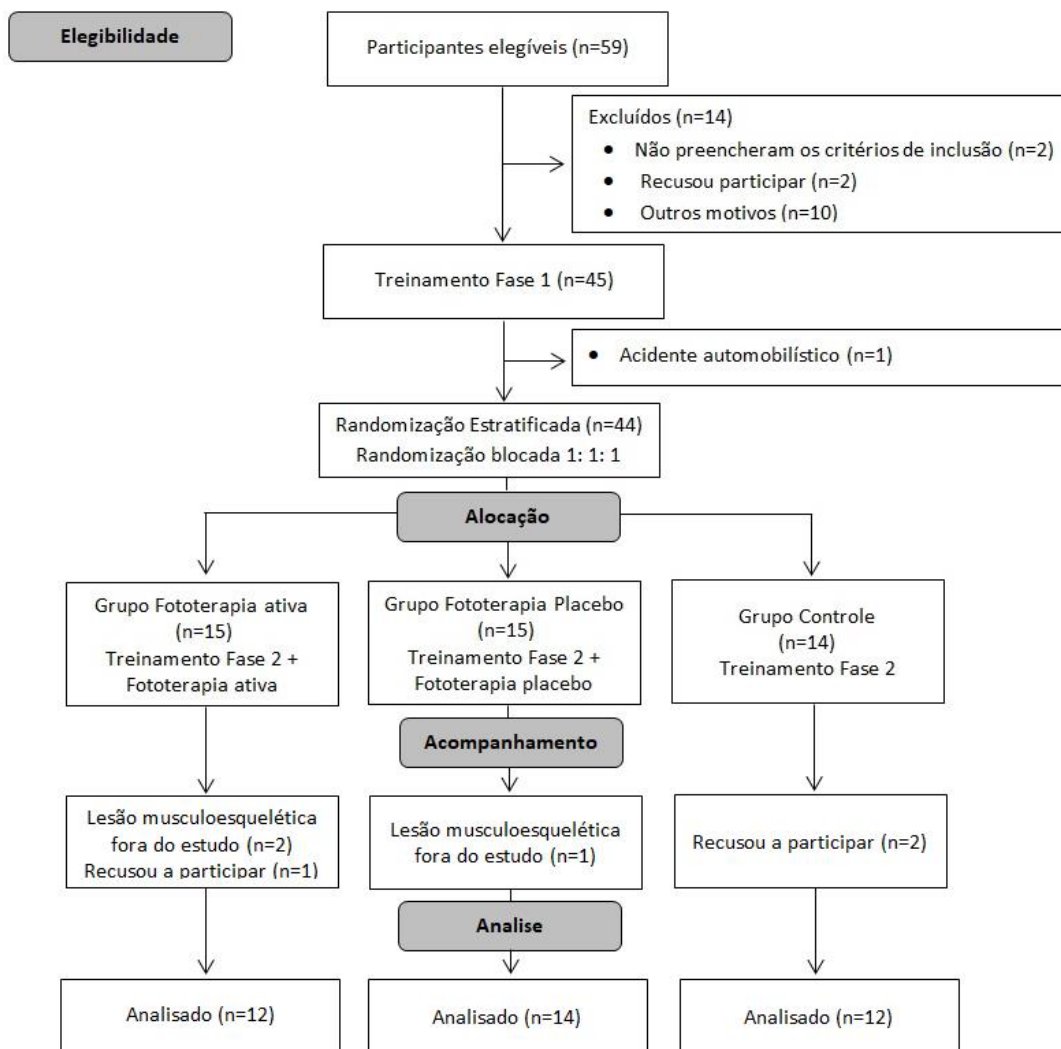 Elegibilidade
Participantes elegíveis (n=59)
Excluídos (n=14)
• Não preencheram os critérios de inclusão (n=2)
• Recusou participar (n=2)
• Outros motivos (n=10)
Treinamento Fase 1 (n=45)
• Acidente automobilístico (n=1)
Randomização Estratificada (n=44)
Randomização blocada 1: 1: 1
Alocação
Grupo Fototerapia ativa
(n=15)
Treinamento Fase 2 +
Fototerapia ativa
Grupo Fototerapia Placebo
(n=15)
Treinamento Fase 2 +
Fototerapia placebo
Grupo Controle
(n=14)
Treinamento Fase 2
Acompanhamento
Lesão musculoesquelética
fora do estudo (n=2)
Recusou a participar (n=1)
Lesão musculoesquelética
fora do estudo (n=1)
Recusou a participar (n=2)
Analise
Analisado (n=12)
Analisado (n=14)
Analisado (n=12)